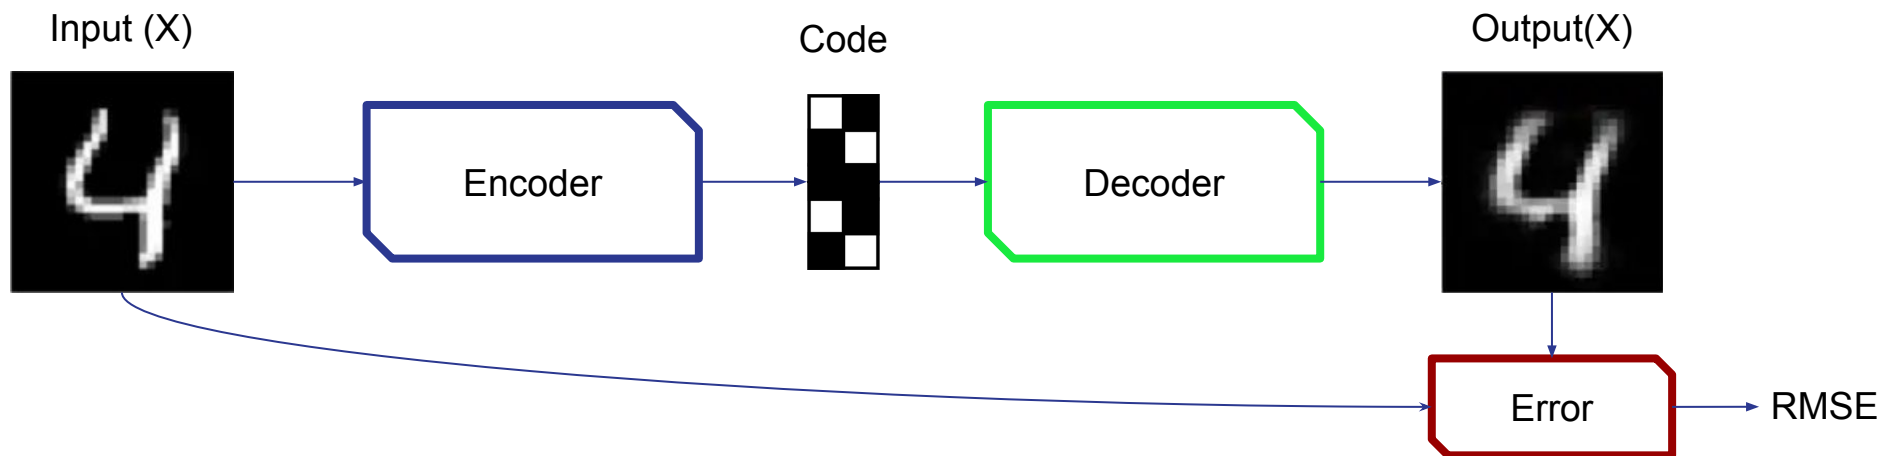 Input (X)
Code
Output(X)
Encoder
Decoder
Error
RMSE